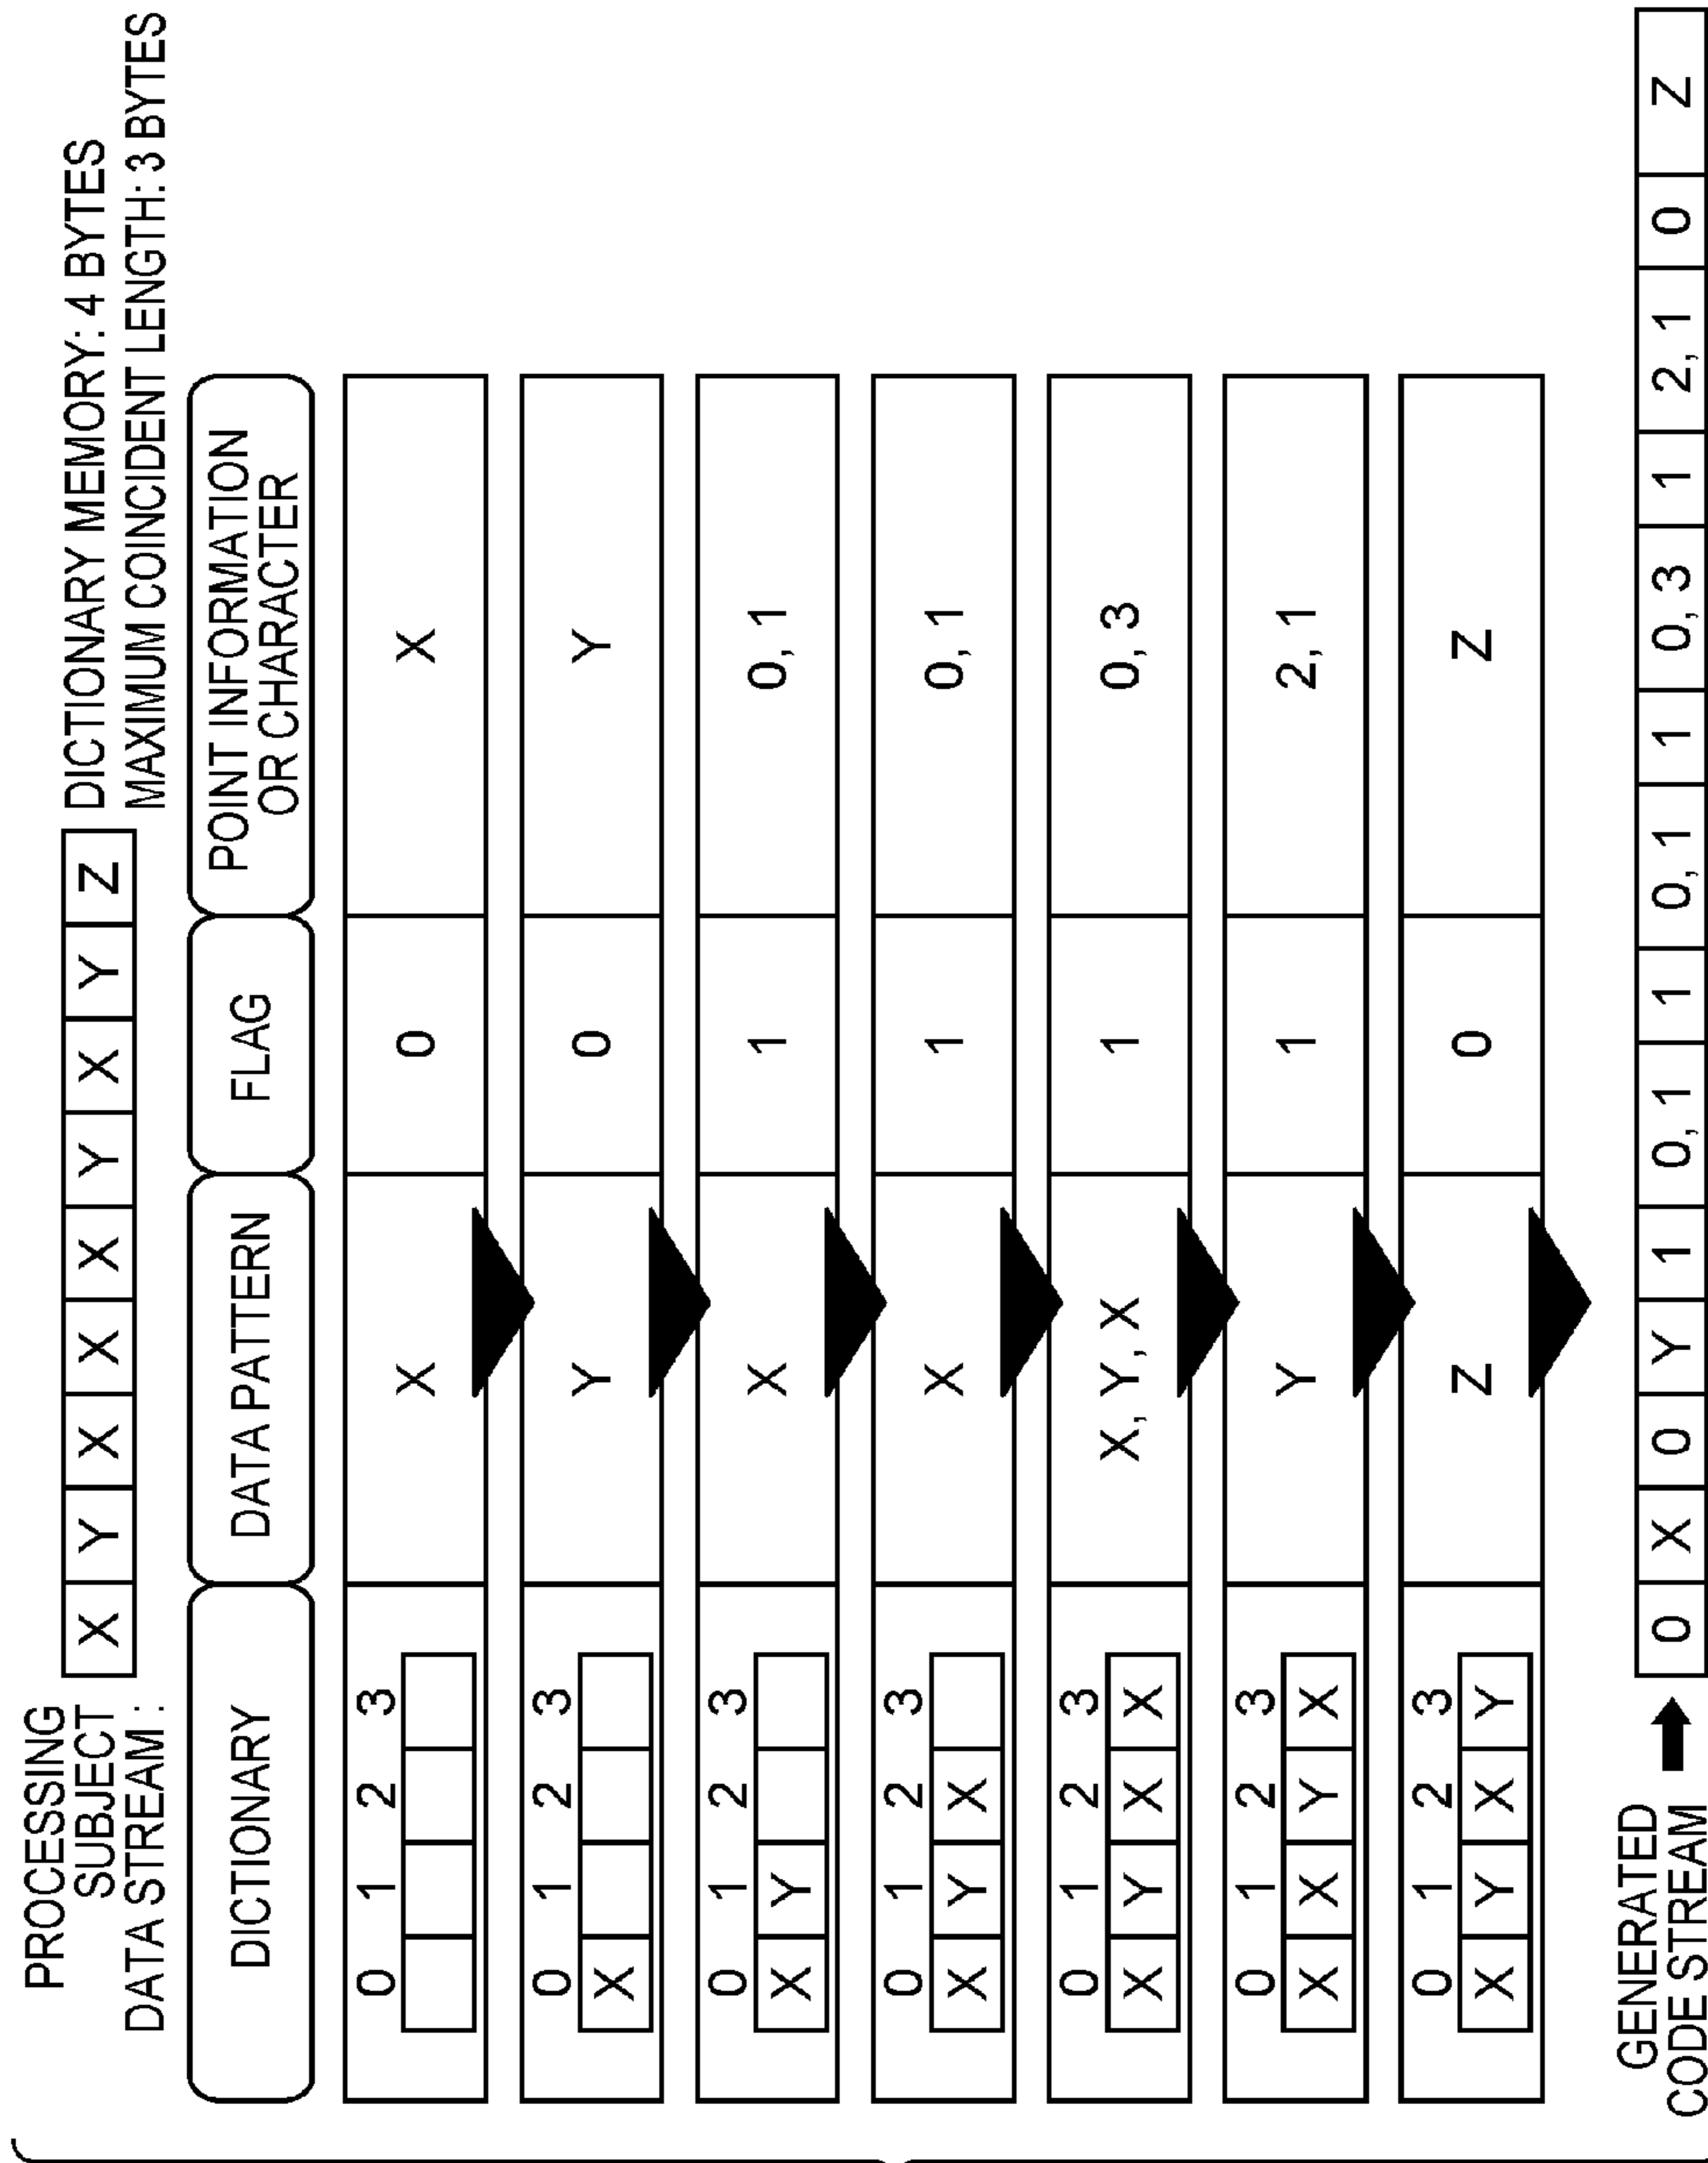 PROCESSING
SUBJECT
DATA STREAM :
X Y X X X Y X Y Z
DICTIONARY MEMORY: 4 BYTES
MAXIMUM COINCIDENT LENGTH: 3 BYTES
DICTIONARY
DATA PATTERN
FLAG
POINT INFORMATION
OR CHARACTER
0 1 2 3
X
0
X
0 1 2 3
X
Y
0
Y
0 1 2 3
X Y
X
1
0, 1
0 1 2 3
X Y X
X
1
0, 1
0 1 2 3
X Y X X
X, Y, X
1
0, 3
0 1 2 3
X X Y X
Y
1
2, 1
0 1 2 3
X Y X Y
Z
0
Z
GENERATED
CODE STREAM
0 X 0 Y 1 0, 1 1 0, 1 1 0, 3 1 2, 1 0 Z